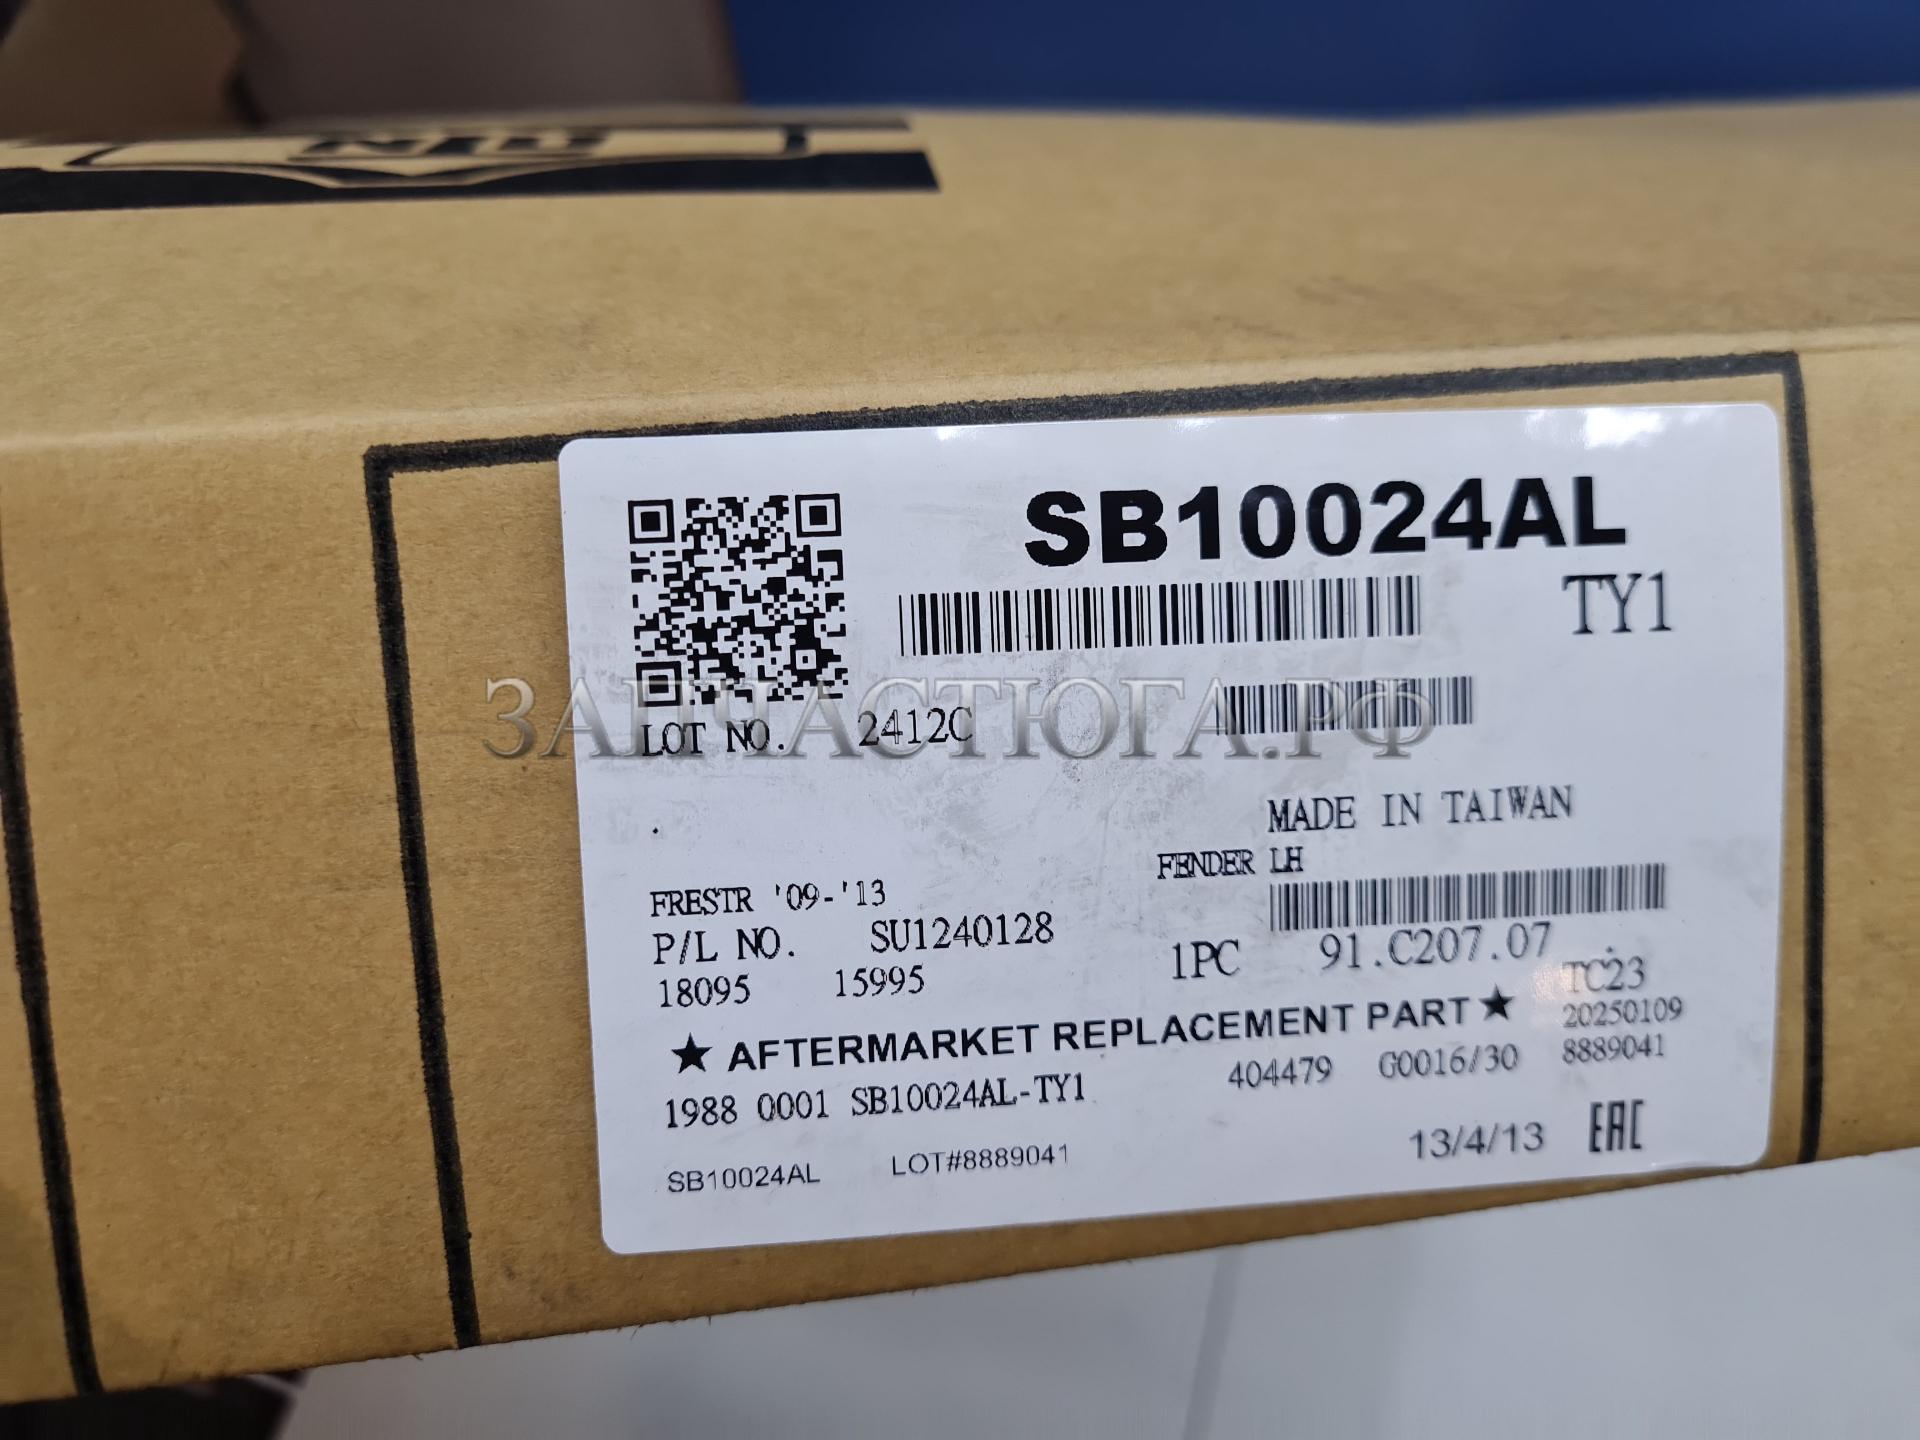 SB10024AL
TY1
ЗАПЧАСТЮГА.РФ
LOT NO. 2412C
MADE IN TAIWAN
FENDER LH
FRESTR '09-'13
P/L NO. SU1240128
1PC 91.C207.07
18095 15995
TC23
★ AFTERMARKET REPLACEMENT PART ★
20250109
1988 0001 SB10024AL-TY1
404479 G0016/30 8889041
SB10024AL LOT#8889041
13/4/13 EAC